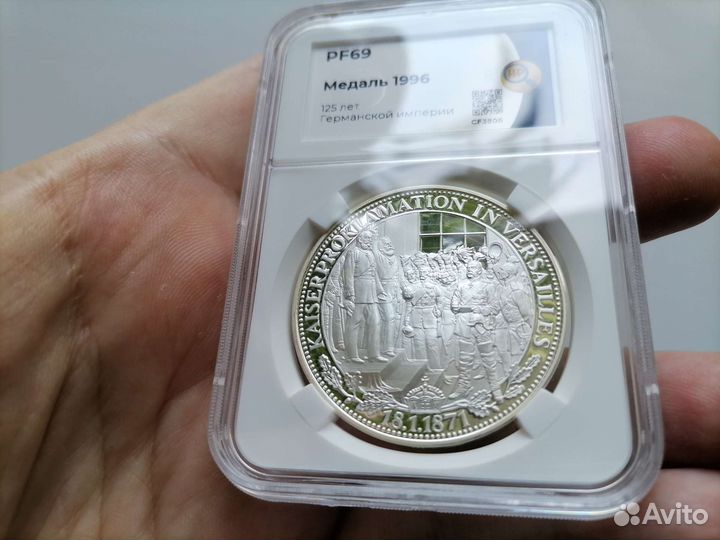 PF69
Медаль 1996
125 лет
Германской империи
KAISERPROKLAMATION IN VERSAILLES
18.1.1871
Avito